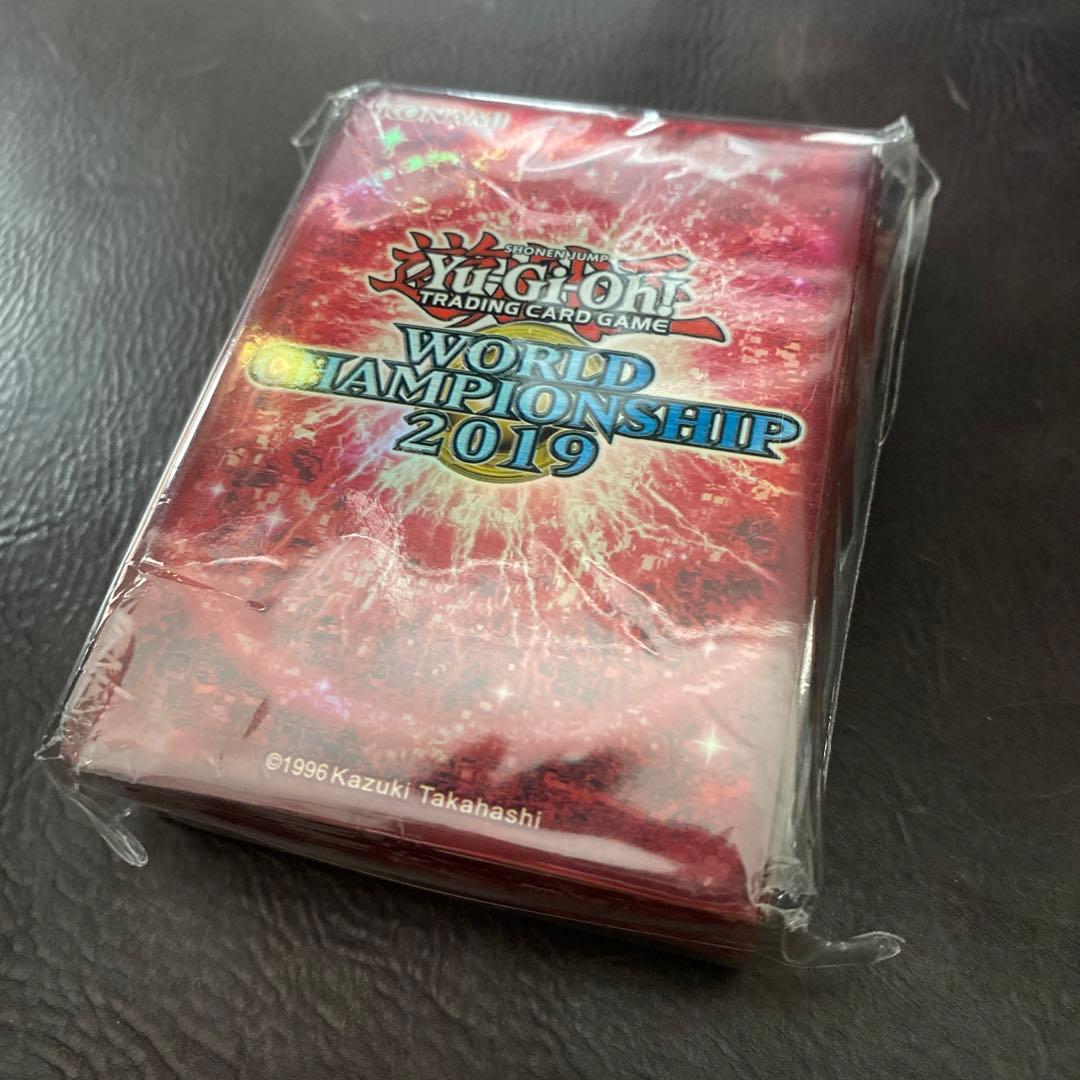 KONAMI
SHONEN JUMP
Yu-Gi-Oh!
TRADING CARD GAME
WORLD
CHAMPIONSHIP
2019
©1996 Kazuki Takahashi